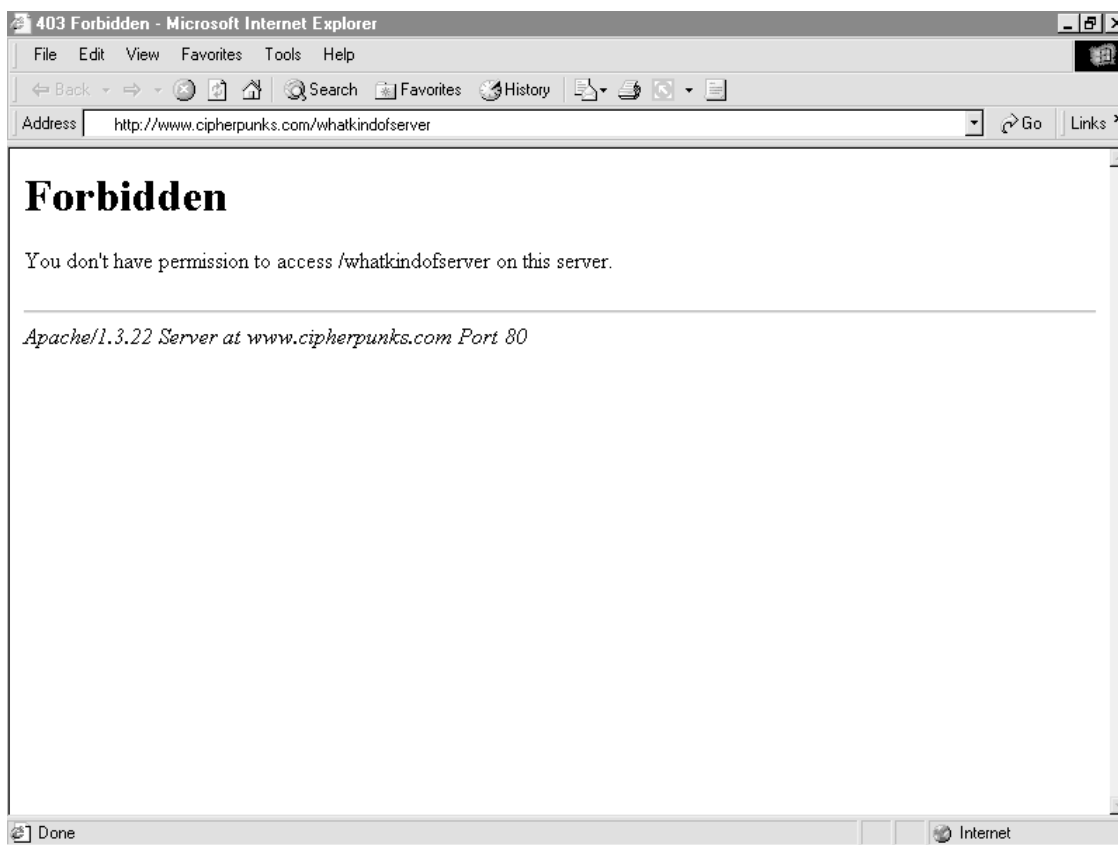 403 Forbidden - Microsoft Internet Explorer
File Edit View Favorites Tools Help
Back Search Favorites History
Address http://www.cipherpunks.com/whatkindofserver Go Links
Forbidden
You don't have permission to access /whatkindofserver on this server.
Apache/1.3.22 Server at www.cipherpunks.com Port 80
Done Internet